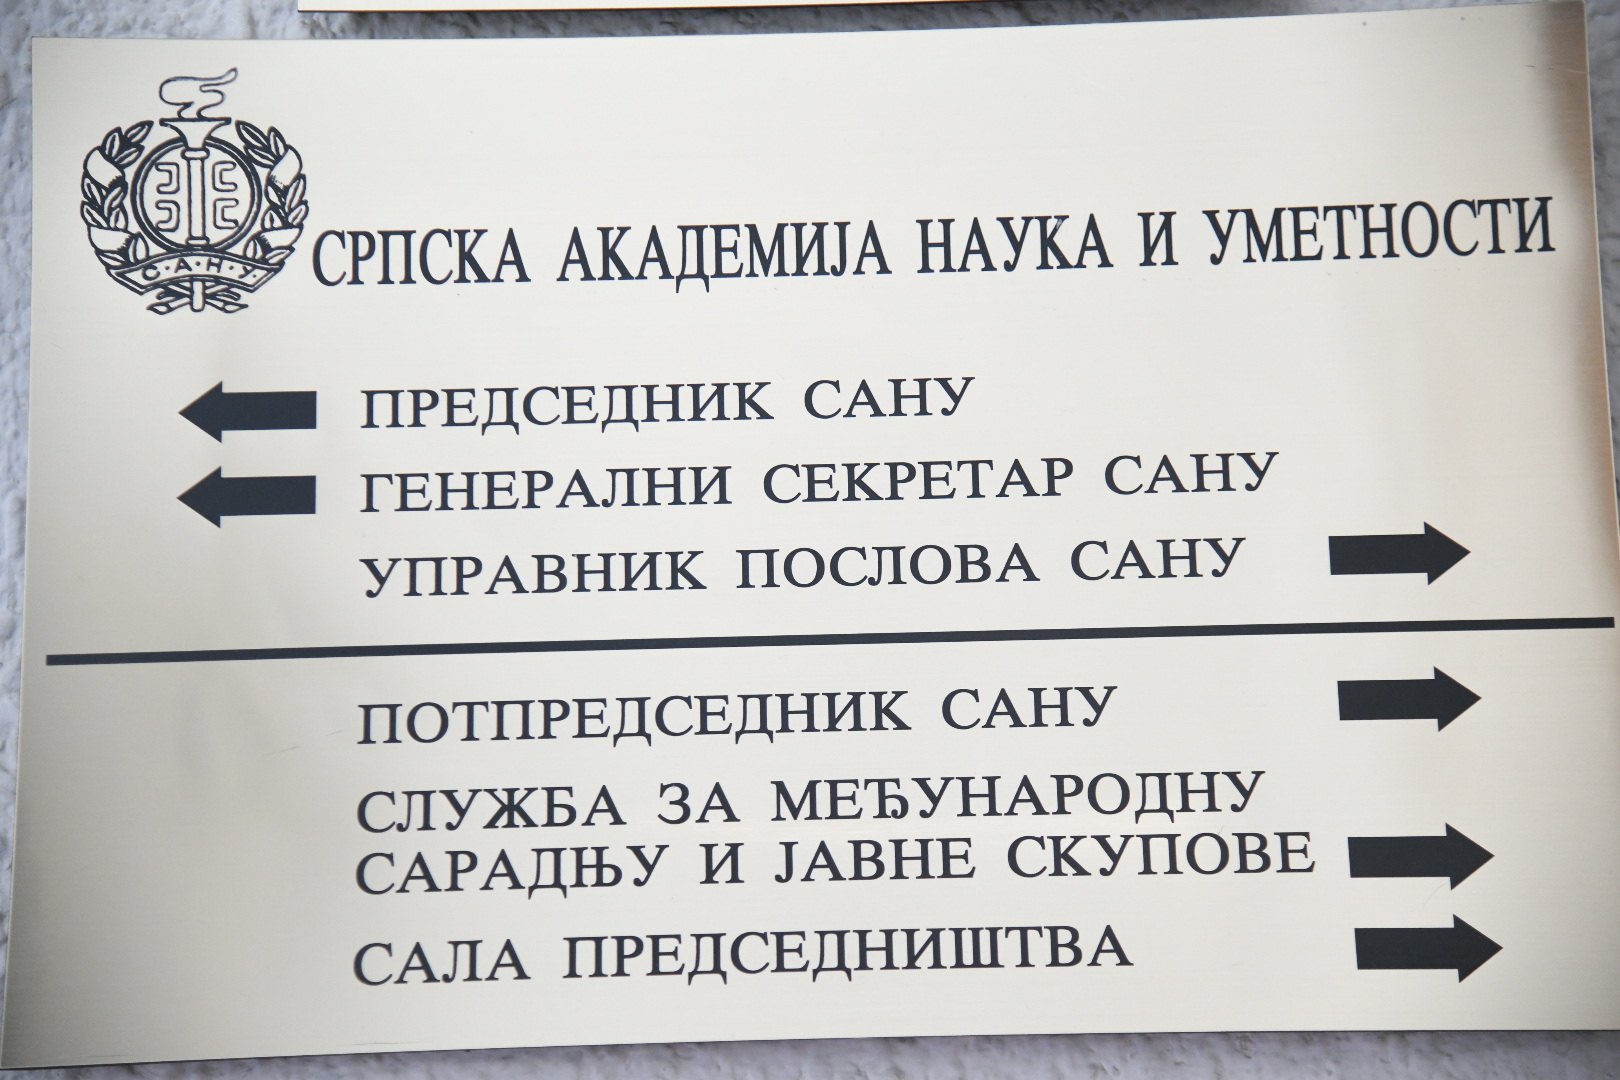 С·А·Н·У·
СРПСКА АКАДЕМИЈА НАУКА И УМЕТНОСТИ
ПРЕДСЕДНИК САНУ
ГЕНЕРАЛНИ СЕКРЕТАР САНУ
УПРАВНИК ПОСЛОВА САНУ
ПОТПРЕДСЕДНИК САНУ
СЛУЖБА ЗА МЕЂУНАРОДНУ
САРАДЊУ И ЈАВНЕ СКУПОВЕ
САЛА ПРЕДСЕДНИШТВА